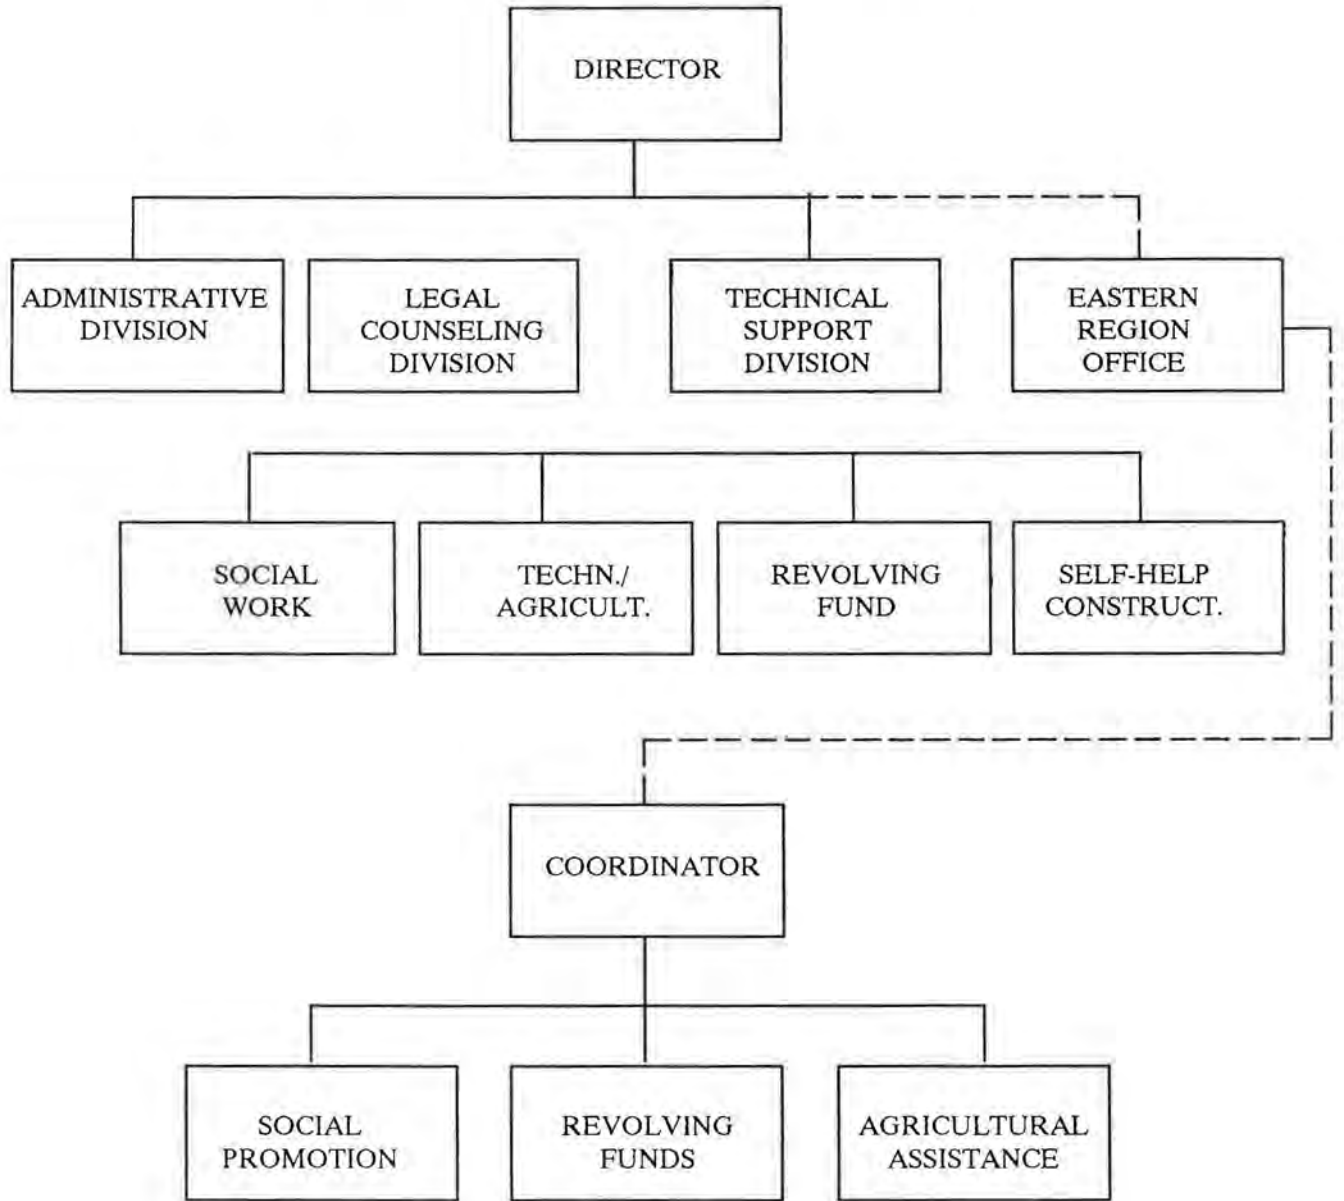 DIRECTOR
ADMINISTRATIVE
DIVISION
LEGAL
COUNSELING
DIVISION
TECHNICAL
SUPPORT
DIVISION
EASTERN
REGION
OFFICE
SOCIAL
WORK
TECHN./
AGRICULT.
REVOLVING
FUND
SELF-HELP
CONSTRUCT.
COORDINATOR
SOCIAL
PROMOTION
REVOLVING
FUNDS
AGRICULTURAL
ASSISTANCE